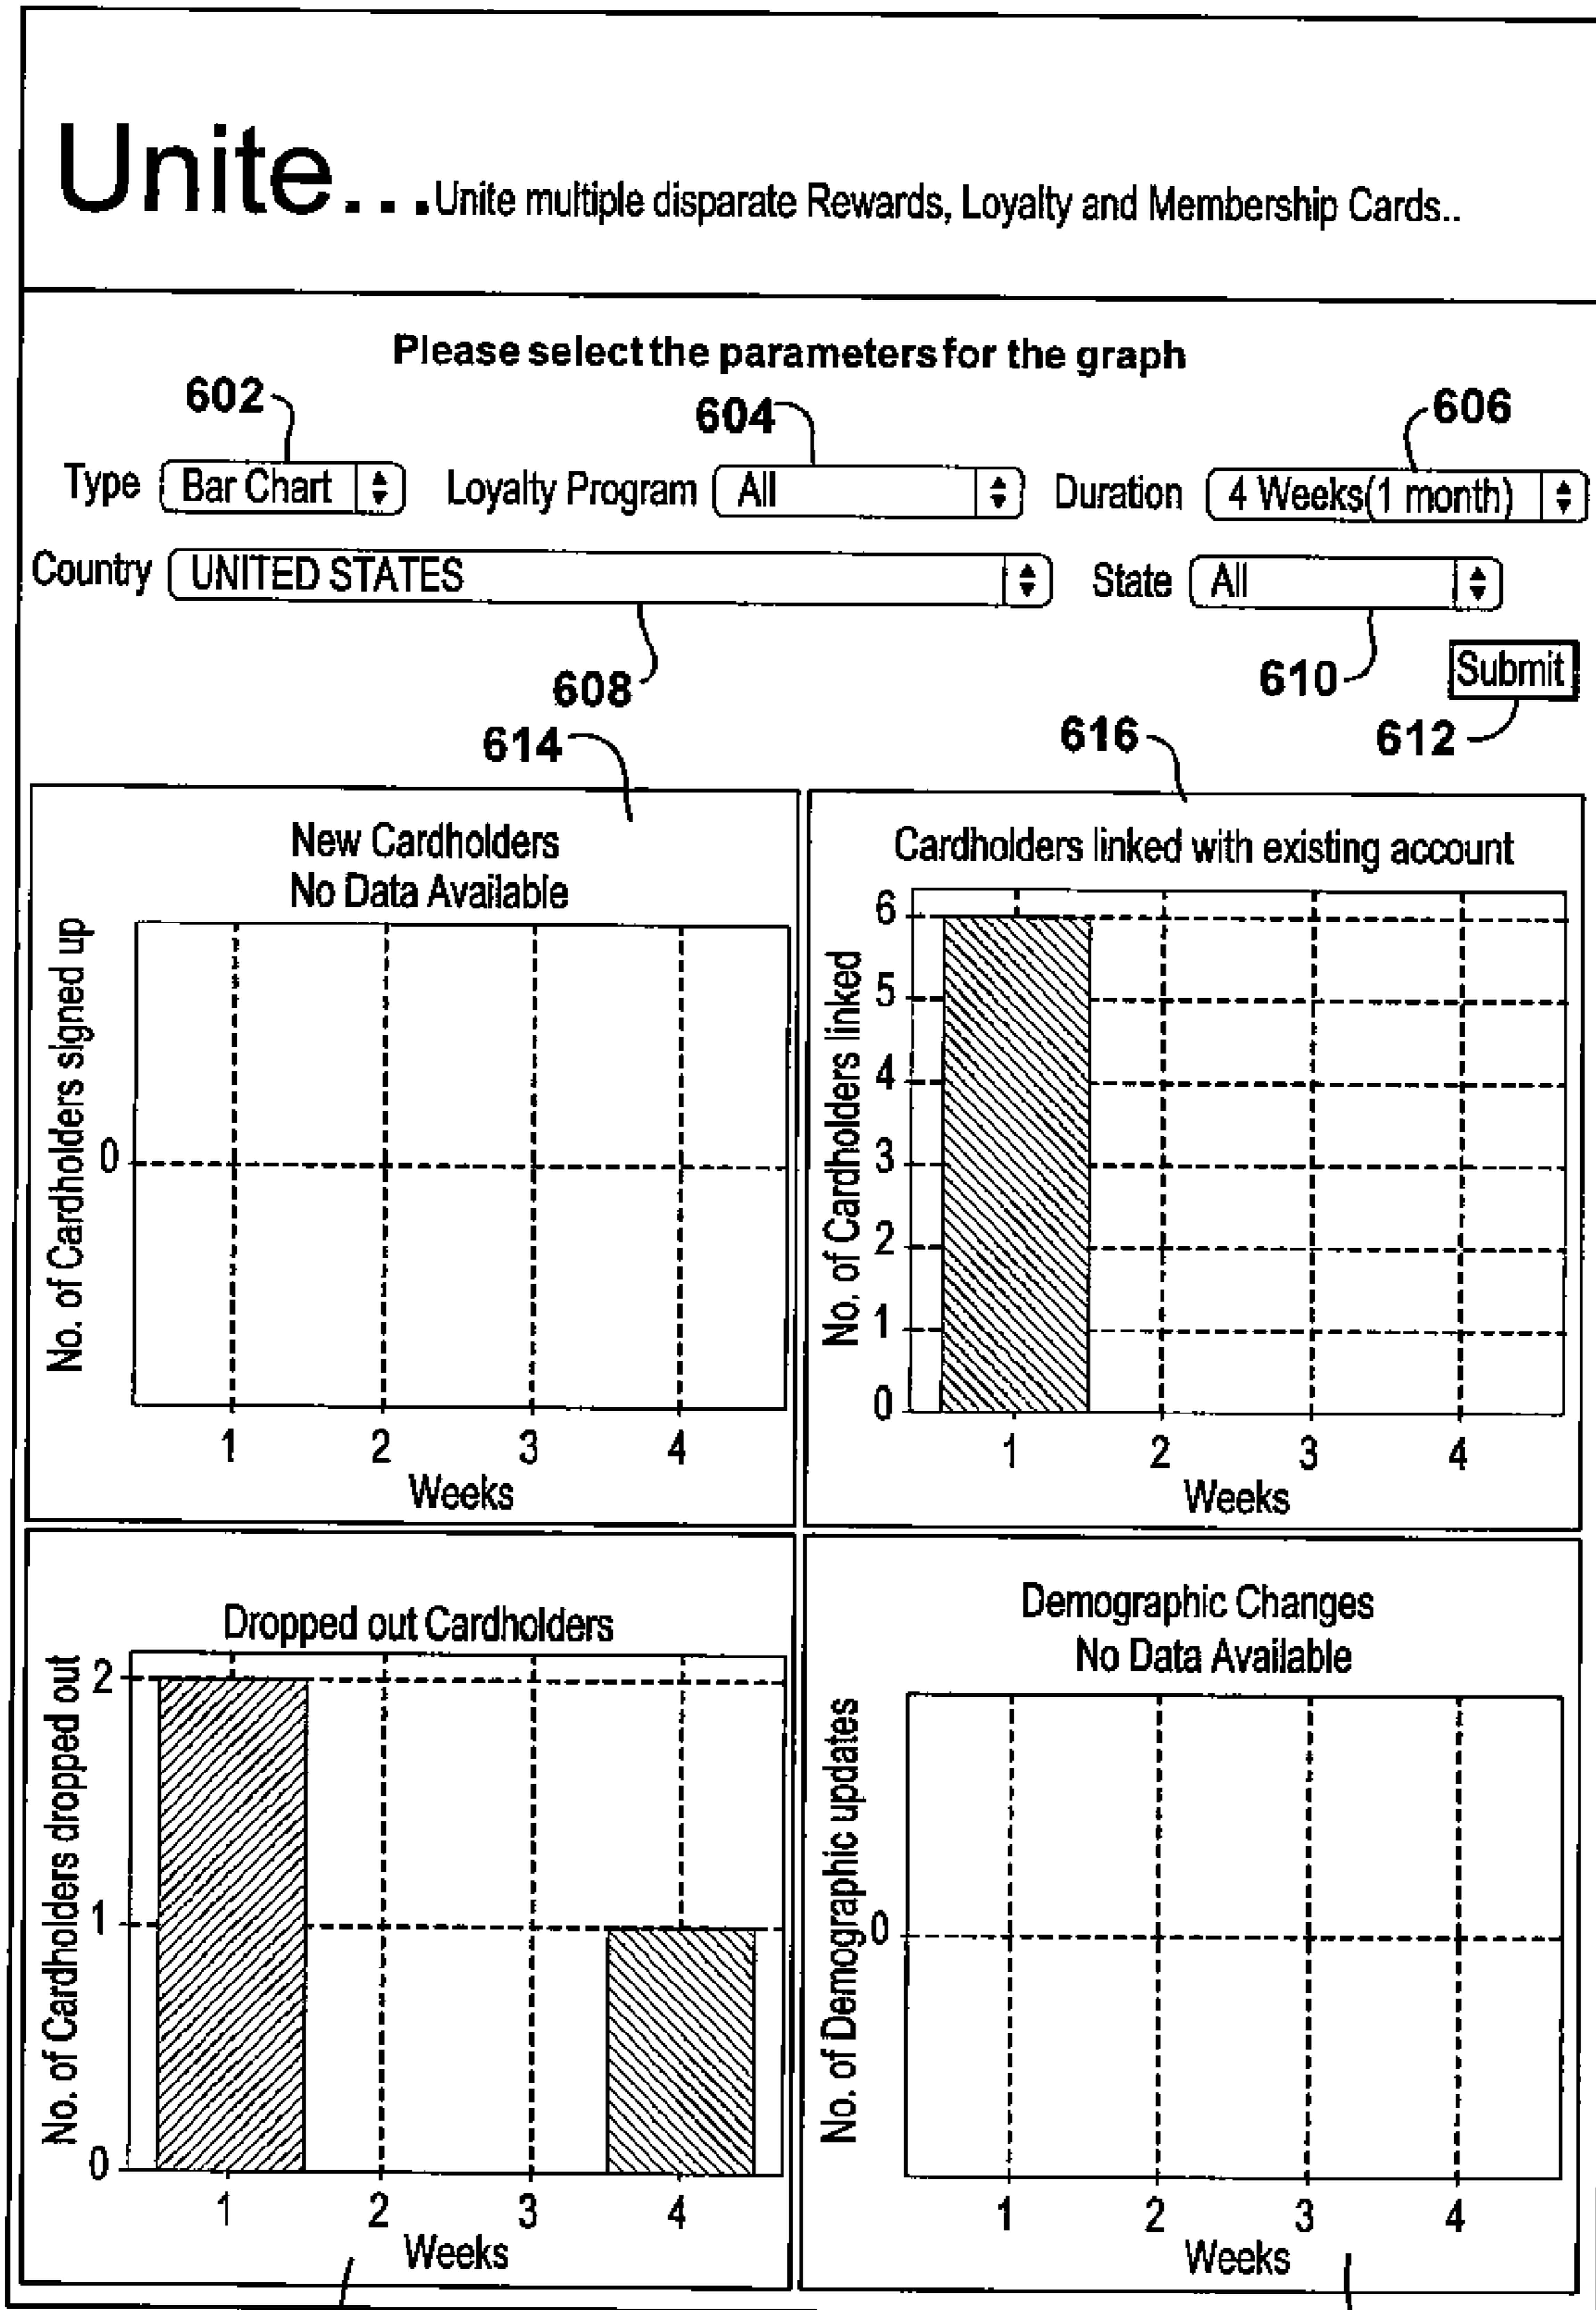 Unite...Unite multiple disparate Rewards, Loyalty and Membership Cards..
Please select the parameters for the graph
602 604 606
Type Bar Chart Loyalty Program All Duration 4 Weeks(1 month)
Country UNITED STATES State All
608 610 Submit
614 616 612
New Cardholders
No Data Available
No. of Cardholders signed up
0
1 2 3 4
Weeks
Cardholders linked with existing account
No. of Cardholders linked
6
5
4
3
2
1
0
1 2 3 4
Weeks
Dropped out Cardholders
No. of Cardholders dropped out
2
1
0
1 2 3 4
Weeks
Demographic Changes
No Data Available
No. of Demographic updates
0
1 2 3 4
Weeks